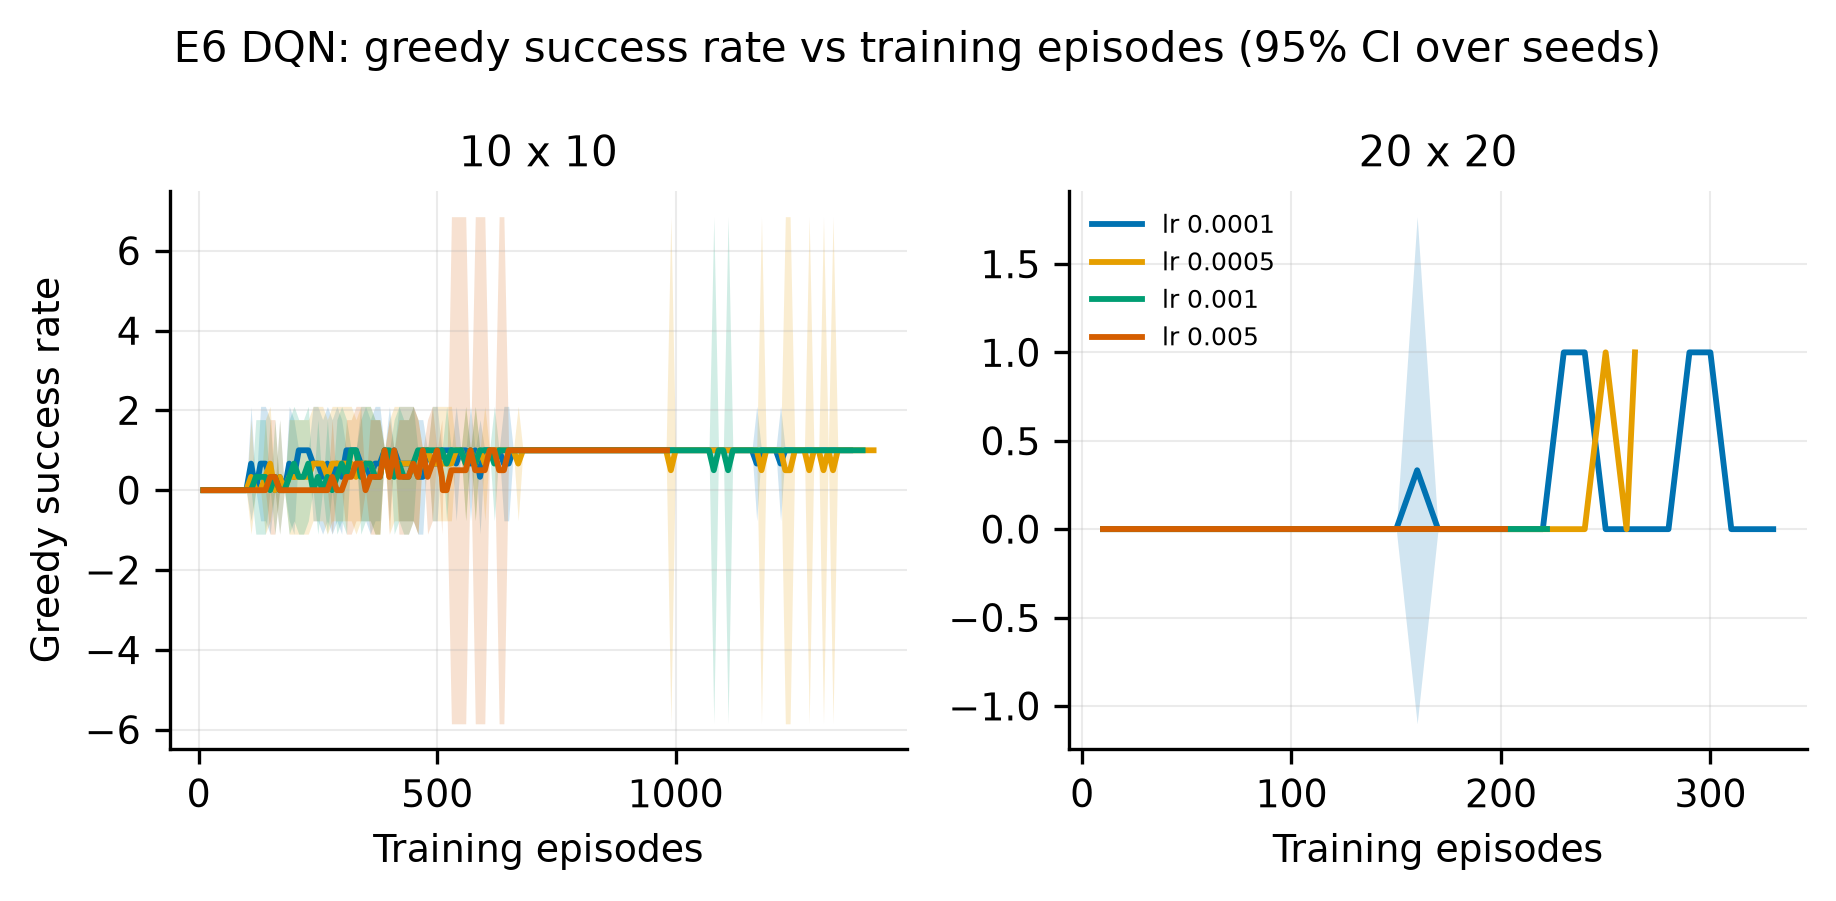 E6 DQN: greedy success rate vs training episodes (95% CI over seeds)
10 x 10
Greedy success rate
6
4
2
0
−2
−4
−6
0
500
1000
Training episodes
20 x 20
lr 0.0001
lr 0.0005
lr 0.001
lr 0.005
1.5
1.0
0.5
0.0
−0.5
−1.0
0
100
200
300
Training episodes